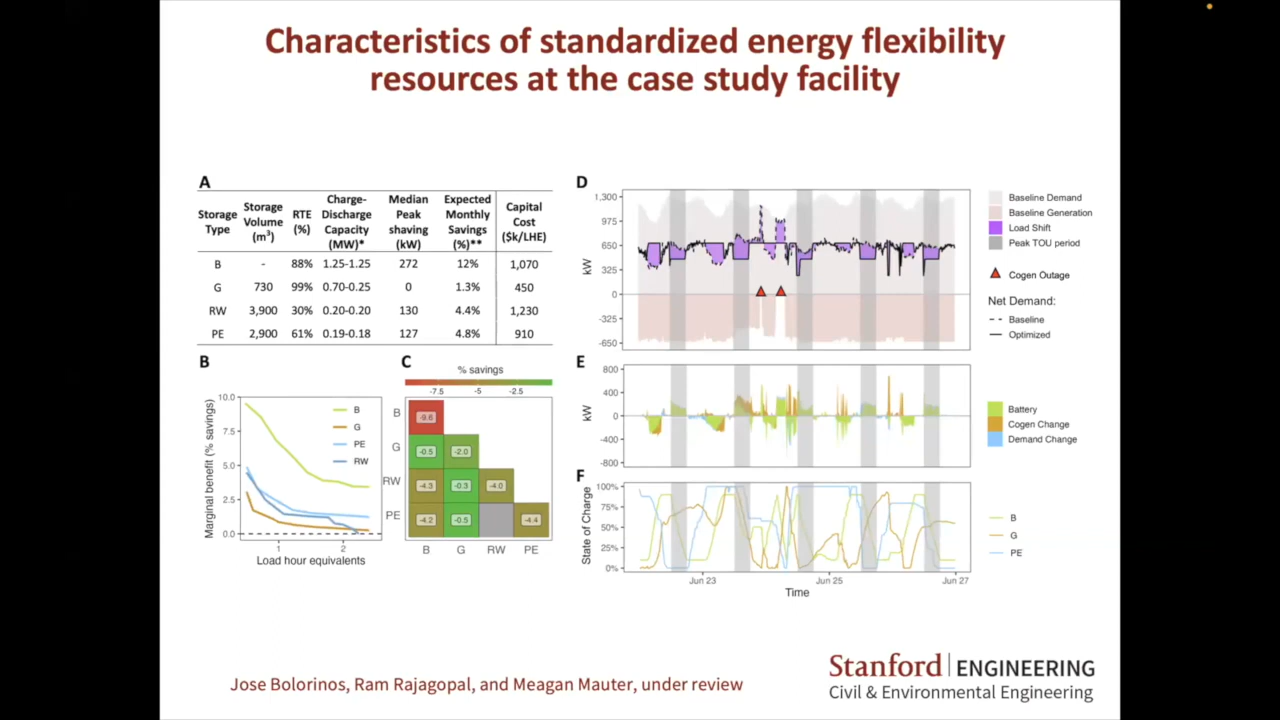 Characteristics of standardized energy flexibility
resources at the case study facility
A
Storage Type Storage Volume (m³) RTE (%) Charge-Discharge Capacity (MW)* Median Peak shaving (kW) Expected Monthly Savings (%)** Capital Cost ($k/LHE)
B - 88% 1.25-1.25 272 12% 1,070
G 730 99% 0.70-0.25 0 1.3% 450
RW 3,900 30% 0.20-0.20 130 4.4% 1,230
PE 2,900 61% 0.19-0.18 127 4.8% 910
B
Marginal benefit (% savings)
10.0
7.5
5.0
2.5
0.0
B
G
PE
RW
1 2
Load hour equivalents
C
% savings
-7.5 -5 -2.5
B -9.6
G -0.5 -2.0
RW -4.3 -0.3 -4.0
PE -4.2 -0.5 -4.4
B G RW PE
D
kW
1,300
975
650
325
0
-325
-650
Baseline Demand
Baseline Generation
Load Shift
Peak TOU period
Cogen Outage
Net Demand:
Baseline
Optimized
E
kW
800
400
0
-400
-800
Battery
Cogen Change
Demand Change
F
State of Charge
100%
75%
50%
25%
0%
B
G
PE
Jun 23 Jun 25 Jun 27
Time
Jose Bolorinos, Ram Rajagopal, and Meagan Mauter, under review
Stanford ENGINEERING
Civil & Environmental Engineering